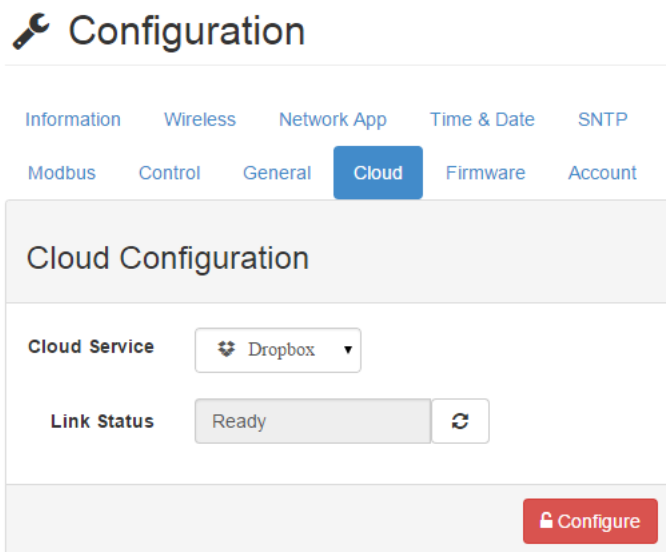 Configuration
Information Wireless Network App Time & Date SNTP
Modbus Control General Cloud Firmware Account
Cloud Configuration
Cloud Service Dropbox
Link Status Ready
Configure